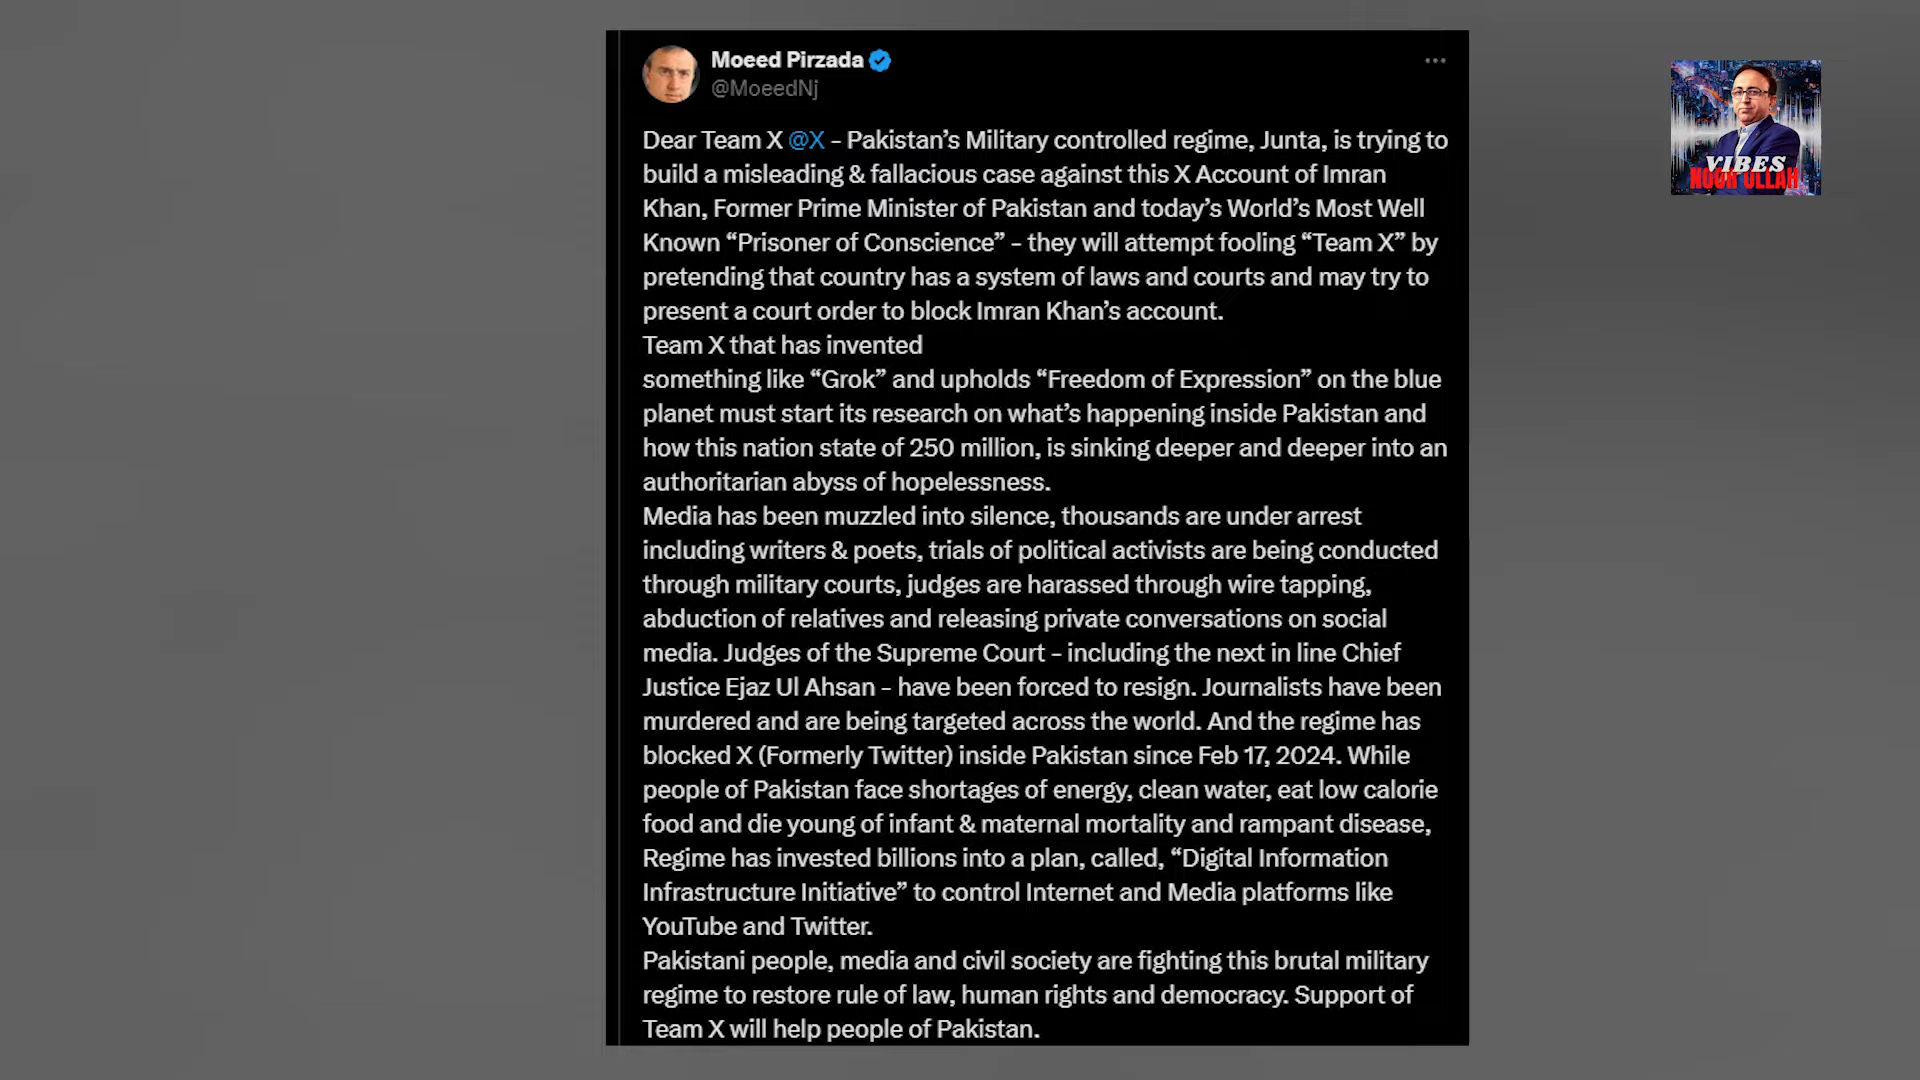 Moeed Pirzada
@MoeedNj
Dear Team X @X - Pakistan’s Military controlled regime, Junta, is trying to
build a misleading & fallacious case against this X Account of Imran
Khan, Former Prime Minister of Pakistan and today’s World’s Most Well
Known “Prisoner of Conscience” - they will attempt fooling “Team X” by
pretending that country has a system of laws and courts and may try to
present a court order to block Imran Khan’s account.
Team X that has invented
something like “Grok” and upholds “Freedom of Expression” on the blue
planet must start its research on what’s happening inside Pakistan and
how this nation state of 250 million, is sinking deeper and deeper into an
authoritarian abyss of hopelessness.
Media has been muzzled into silence, thousands are under arrest
including writers & poets, trials of political activists are being conducted
through military courts, judges are harassed through wire tapping,
abduction of relatives and releasing private conversations on social
media. Judges of the Supreme Court - including the next in line Chief
Justice Ejaz Ul Ahsan - have been forced to resign. Journalists have been
murdered and are being targeted across the world. And the regime has
blocked X (Formerly Twitter) inside Pakistan since Feb 17, 2024. While
people of Pakistan face shortages of energy, clean water, eat low calorie
food and die young of infant & maternal mortality and rampant disease,
Regime has invested billions into a plan, called, “Digital Information
Infrastructure Initiative” to control Internet and Media platforms like
YouTube and Twitter.
Pakistani people, media and civil society are fighting this brutal military
regime to restore rule of law, human rights and democracy. Support of
Team X will help people of Pakistan.
VIBES
NOOR ULLAH